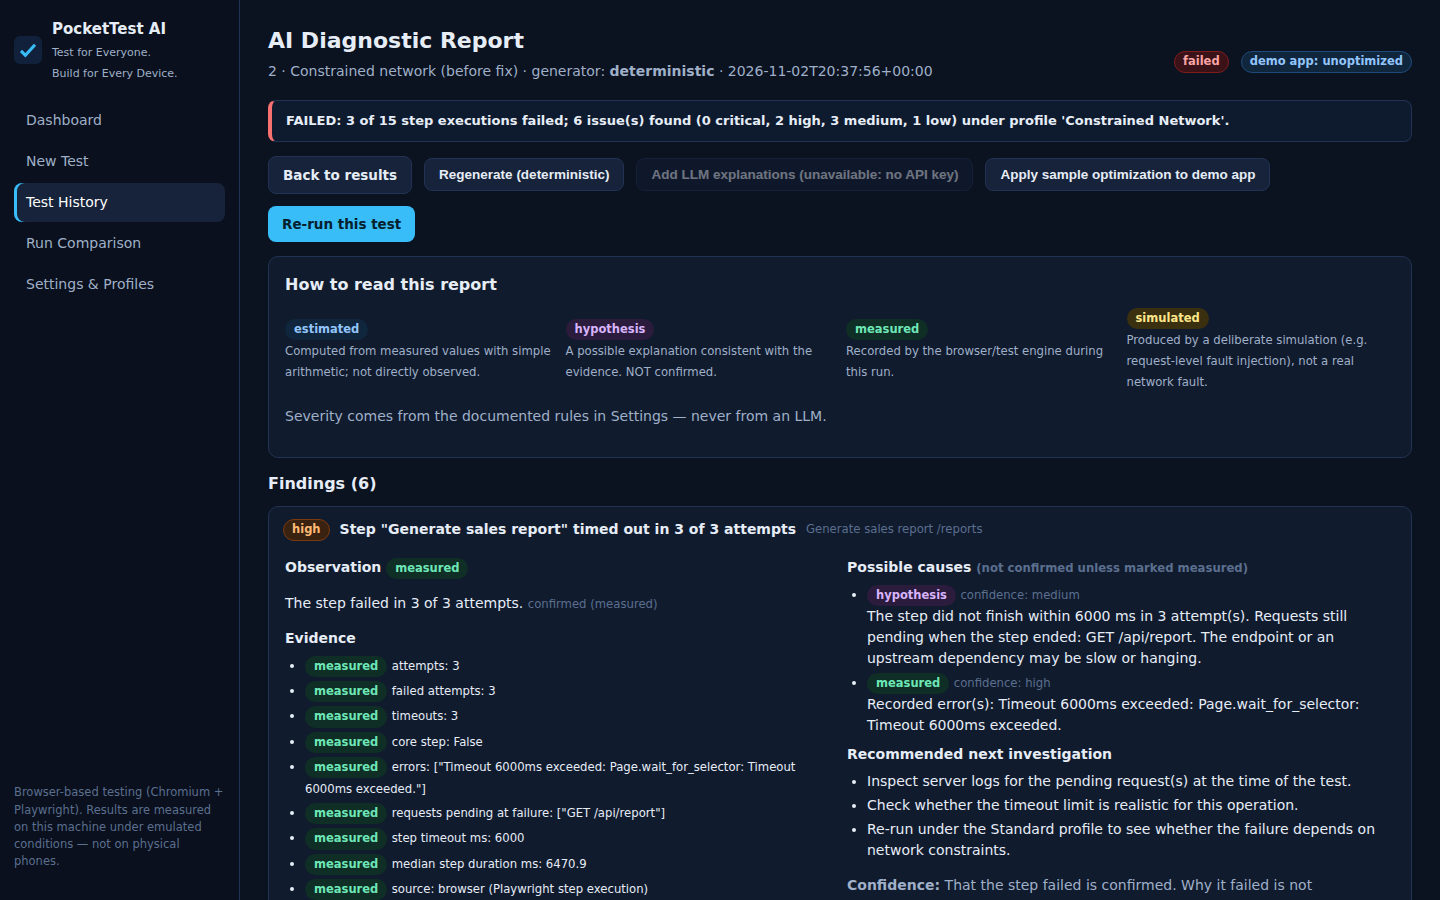 PocketTest AI
Test for Everyone.
Build for Every Device.
Dashboard
New Test
Test History
Run Comparison
Settings & Profiles
Browser-based testing (Chromium +
Playwright). Results are measured
on this machine under emulated
conditions — not on physical
phones.
AI Diagnostic Report
2 · Constrained network (before fix) · generator: deterministic · 2026-11-02T20:37:56+00:00
failed
demo app: unoptimized
FAILED: 3 of 15 step executions failed; 6 issue(s) found (0 critical, 2 high, 3 medium, 1 low) under profile 'Constrained Network'.
Back to results
Regenerate (deterministic)
Add LLM explanations (unavailable: no API key)
Apply sample optimization to demo app
Re-run this test
How to read this report
estimated
Computed from measured values with simple
arithmetic; not directly observed.
hypothesis
A possible explanation consistent with the
evidence. NOT confirmed.
measured
Recorded by the browser/test engine during
this run.
simulated
Produced by a deliberate simulation (e.g.
request-level fault injection), not a real
network fault.
Severity comes from the documented rules in Settings — never from an LLM.
Findings (6)
high Step "Generate sales report" timed out in 3 of 3 attempts Generate sales report /reports
Observation measured
The step failed in 3 of 3 attempts. confirmed (measured)
Evidence
measured attempts: 3
measured failed attempts: 3
measured timeouts: 3
measured core step: False
measured errors: ["Timeout 6000ms exceeded: Page.wait_for_selector: Timeout
6000ms exceeded."]
measured requests pending at failure: ["GET /api/report"]
measured step timeout ms: 6000
measured median step duration ms: 6470.9
measured source: browser (Playwright step execution)
Possible causes (not confirmed unless marked measured)
hypothesis confidence: medium
The step did not finish within 6000 ms in 3 attempt(s). Requests still
pending when the step ended: GET /api/report. The endpoint or an
upstream dependency may be slow or hanging.
measured confidence: high
Recorded error(s): Timeout 6000ms exceeded: Page.wait_for_selector:
Timeout 6000ms exceeded.
Recommended next investigation
Inspect server logs for the pending request(s) at the time of the test.
Check whether the timeout limit is realistic for this operation.
Re-run under the Standard profile to see whether the failure depends on
network constraints.
Confidence: That the step failed is confirmed. Why it failed is not